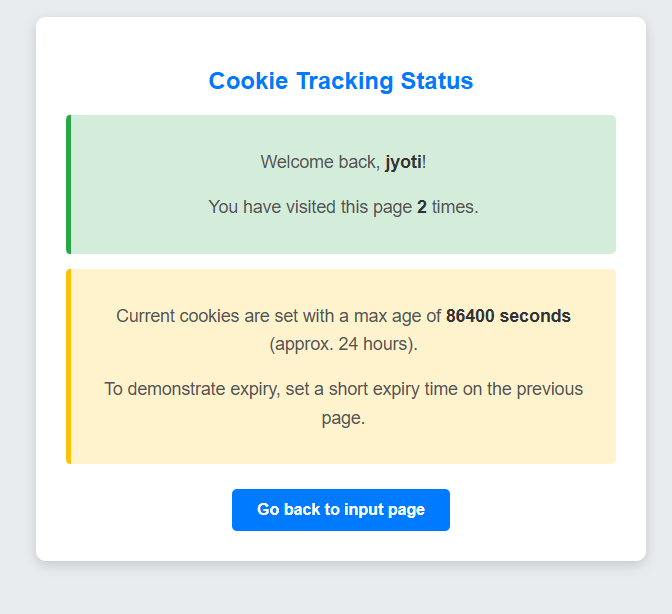 Cookie Tracking Status
Welcome back, jyoti!
You have visited this page 2 times.
Current cookies are set with a max age of 86400 seconds
(approx. 24 hours).
To demonstrate expiry, set a short expiry time on the previous
page.
Go back to input page